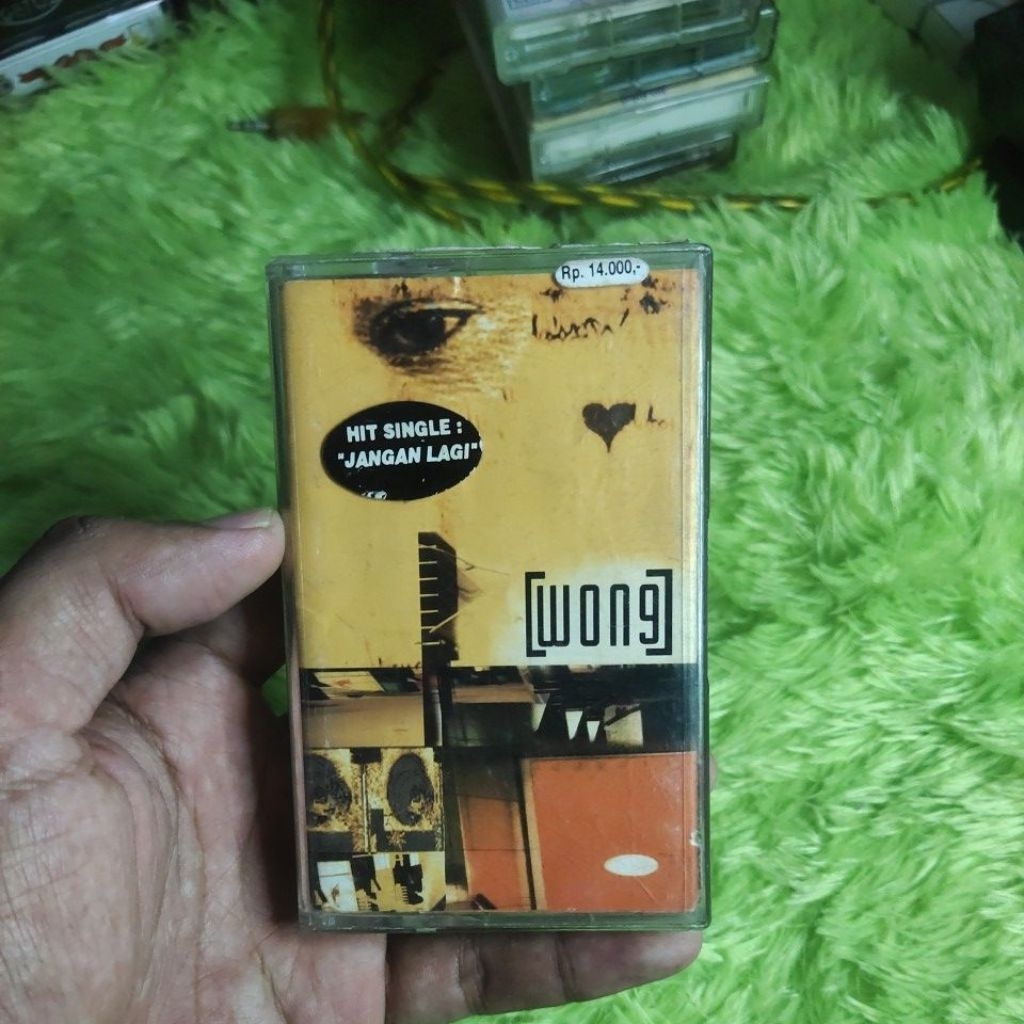 Rp. 14.000,-
HIT SINGLE :
"JANGAN LAGI"
[wong]